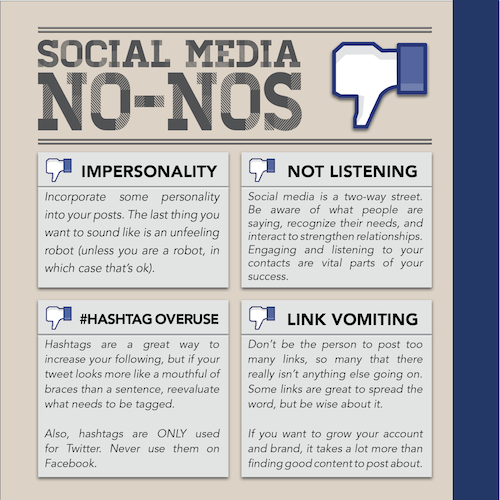 SOCIAL MEDIA
NO-NOS
IMPERSONALITY
Incorporate some personality
into your posts. The last thing you
want to sound like is an unfeeling
robot (unless you are a robot, in
which case that's ok).
NOT LISTENING
Social media is a two-way street.
Be aware of what people are
saying, recognize their needs, and
interact to strengthen relationships.
Engaging and listening to your
contacts are vital parts of your
success.
#HASHTAG OVERUSE
Hashtags are a great way to
increase your following, but if your
tweet looks more like a mouthful of
braces than a sentence, reevaluate
what needs to be tagged.
Also, hashtags are ONLY used
for Twitter. Never use them on
Facebook.
LINK VOMITING
Don't be the person to post too
many links, so many that there
really isn't anything else going on.
Some links are great to spread the
word, but be wise about it.
If you want to grow your account
and brand, it takes a lot more than
finding good content to post about.